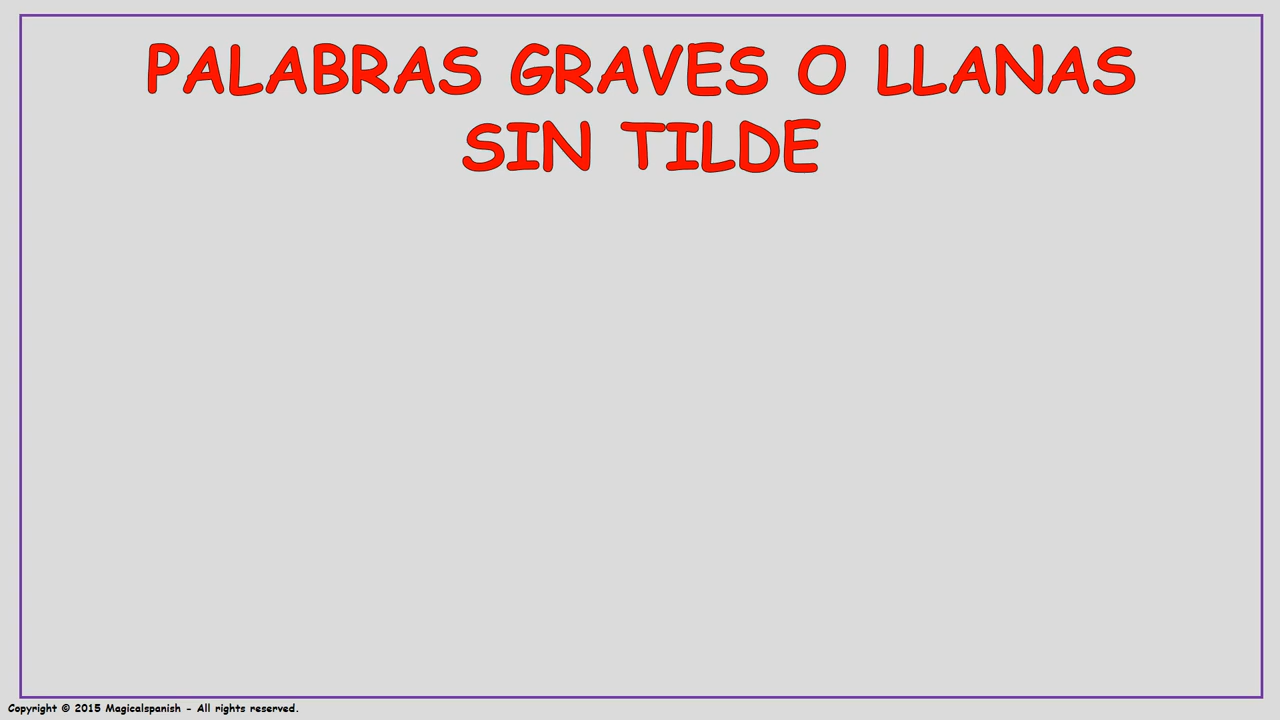 PALABRAS GRAVES O LLANAS
SIN TILDE
Copyright © 2015 Magicalspanish - All rights reserved.